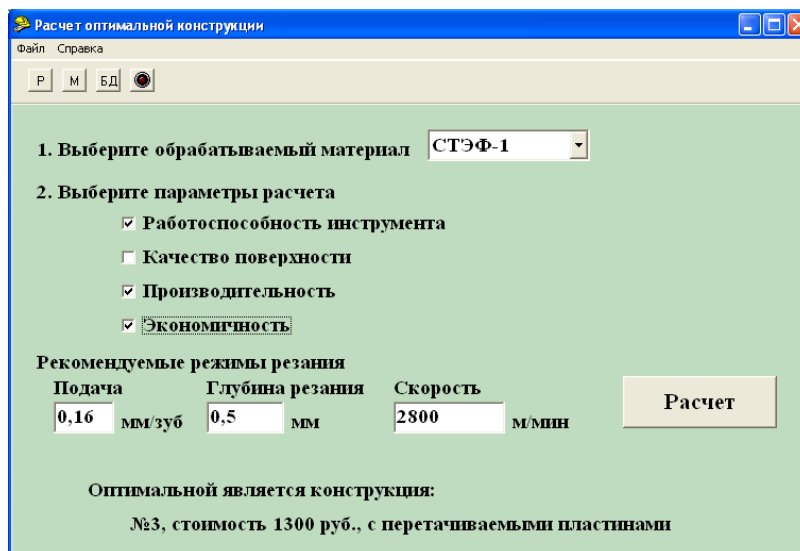 Расчет оптимальной конструкции
Файл Справка
Р М БД
1. Выберите обрабатываемый материал СТЭФ-1
2. Выберите параметры расчета
Работоспособность инструмента
Качество поверхности
Производительность
Экономичность
Рекомендуемые режимы резания
Подача Глубина резания Скорость
0,16 мм/зуб 0,5 мм 2800 м/мин
Расчет
Оптимальной является конструкция:
№3, стоимость 1300 руб., с перетачиваемыми пластинами